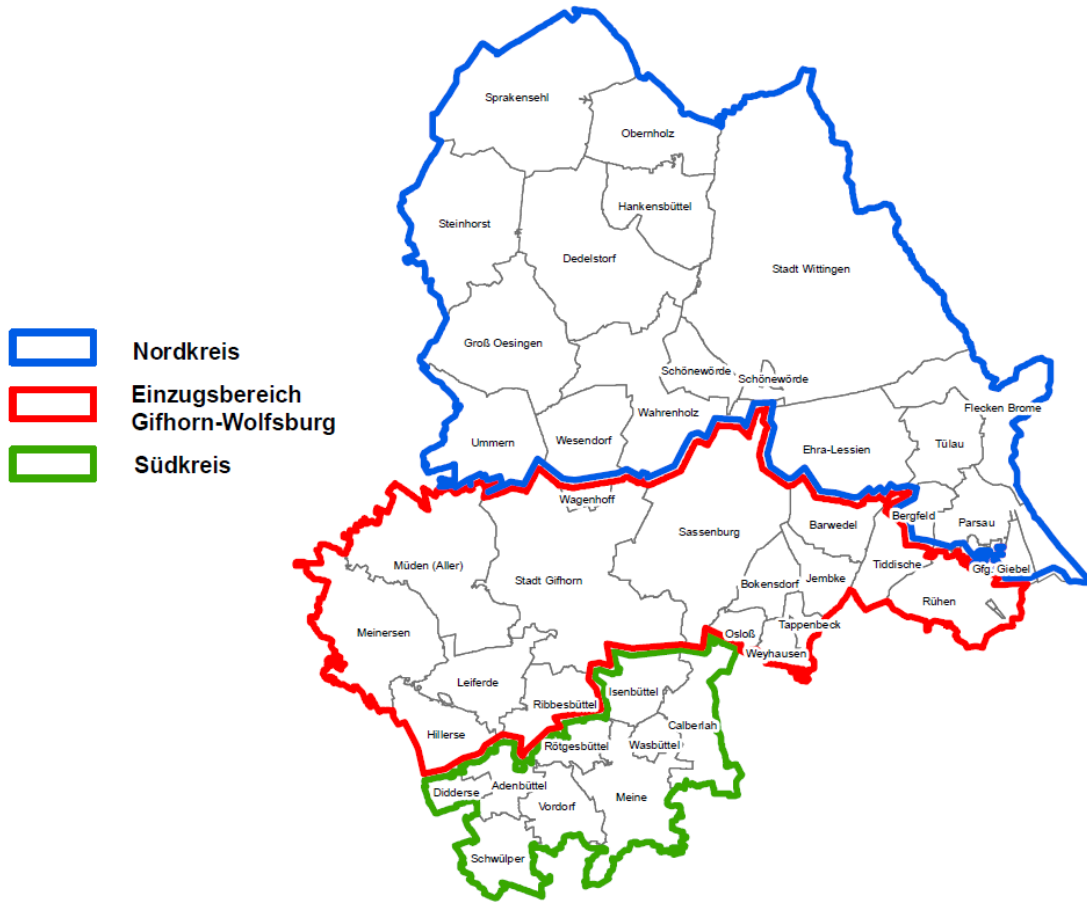 Sprakensehl
Obernholz
Hankensbüttel
Steinhorst
Dedelstorf
Stadt Wittingen
Groß Oesingen
Schönewörde
Schönewörde
Wahrenholz
Flecken Brome
Ummern
Wesendorf
Ehra-Lessien
Tülau
Wagenhoff
Bergfeld
Parsau
Sassenburg
Barwedel
Müden (Aller)
Stadt Gifhorn
Bokensdorf
Jembke
Tiddische
Gfg. Giebel
Rühen
Meinersen
Osloß
Tappenbeck
Weyhausen
Leiferde
Ribbesbüttel
Isenbüttel
Hillerse
Calberlah
Rötgesbüttel
Wasbüttel
Didderse
Adenbüttel
Vordorf
Meine
Schwülper
Nordkreis
Einzugsbereich
Gifhorn-Wolfsburg
Südkreis